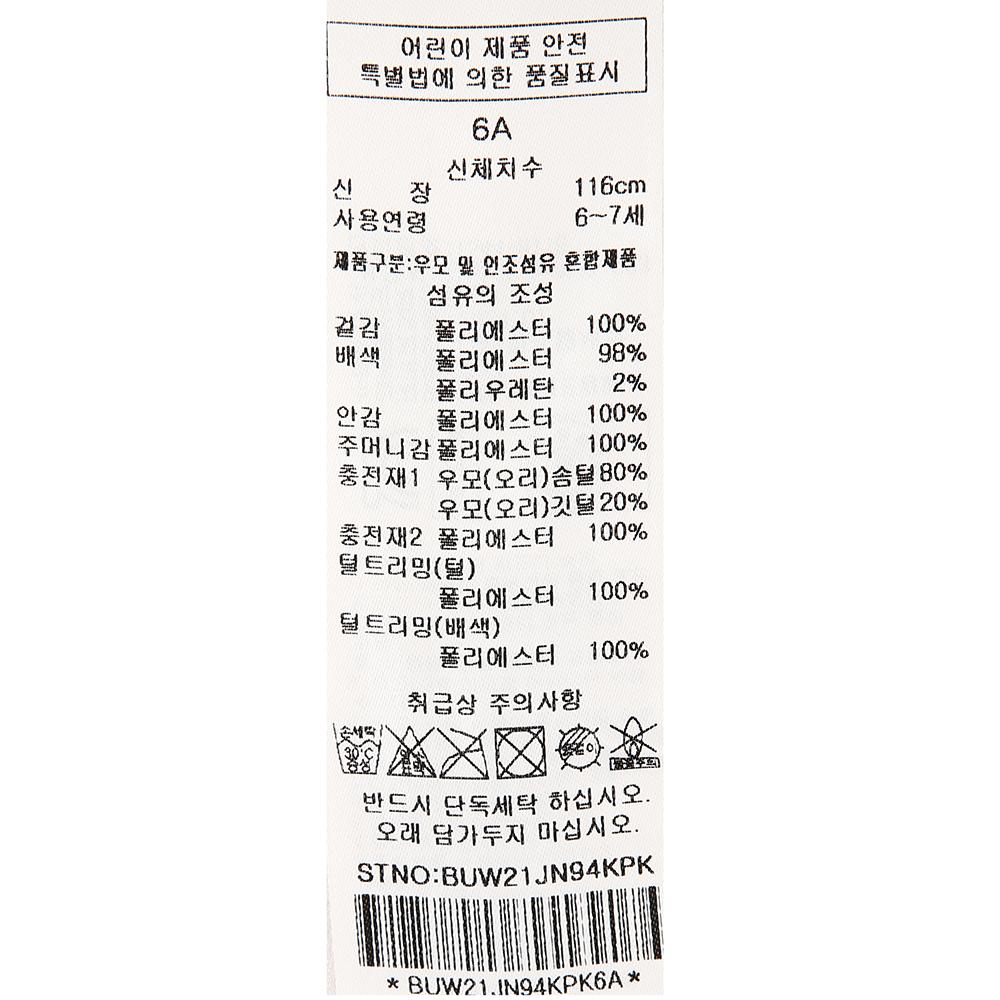 어린이 제품 안전
특별법에 의한 품질표시
6A
신체치수
신 장 116cm
사용연령 6~7세
제품구분:우모 및 인조섬유 혼합제품
섬유의 조성
겉감 폴리에스터 100%
배색 폴리에스터 98%
폴리우레탄 2%
안감 폴리에스터 100%
주머니감 폴리에스터 100%
충전재1 우모(오리)솜털 80%
우모(오리)깃털 20%
충전재2 폴리에스터 100%
털트리밍(털)
폴리에스터 100%
털트리밍(배색)
폴리에스터 100%
취급상 주의사항
손세탁
30°C
중성
반드시 단독세탁 하십시오.
오래 담가두지 마십시오.
STNO:BUW21JN94KPK
*BUW21JN94KPK6A*